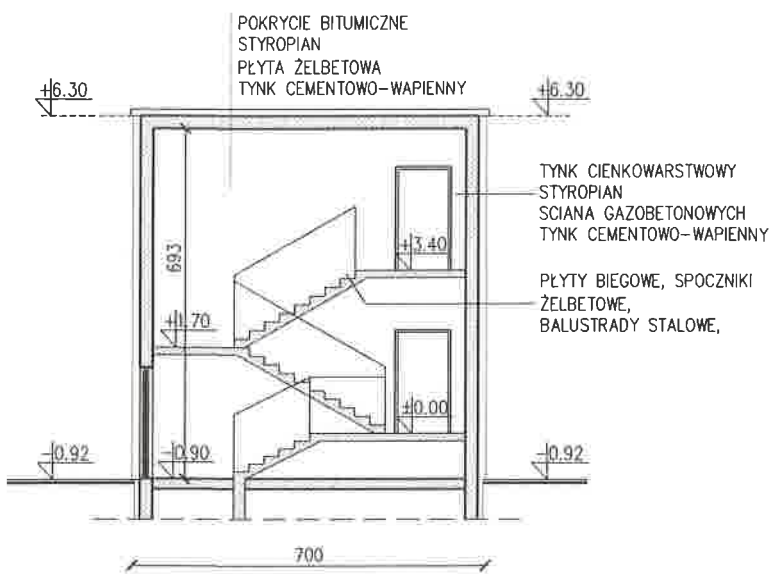 POKRYCIE BITUMICZNE
STYROPIAN
PŁYTA ŻELBETOWA
TYNK CEMENTOWO-WAPIENNY
+6.30
+6.30
TYNK CIENKOWARSTWOWY
STYROPIAN
SCIANA GAZOBETONOWYCH
TYNK CEMENTOWO-WAPIENNY
693
+3.40
PŁYTY BIEGOWE, SPOCZNIKI
ŻELBETOWE,
BALUSTRADY STALOWE,
+1.70
±0.00
-0.92
-0.90
-0.92
700